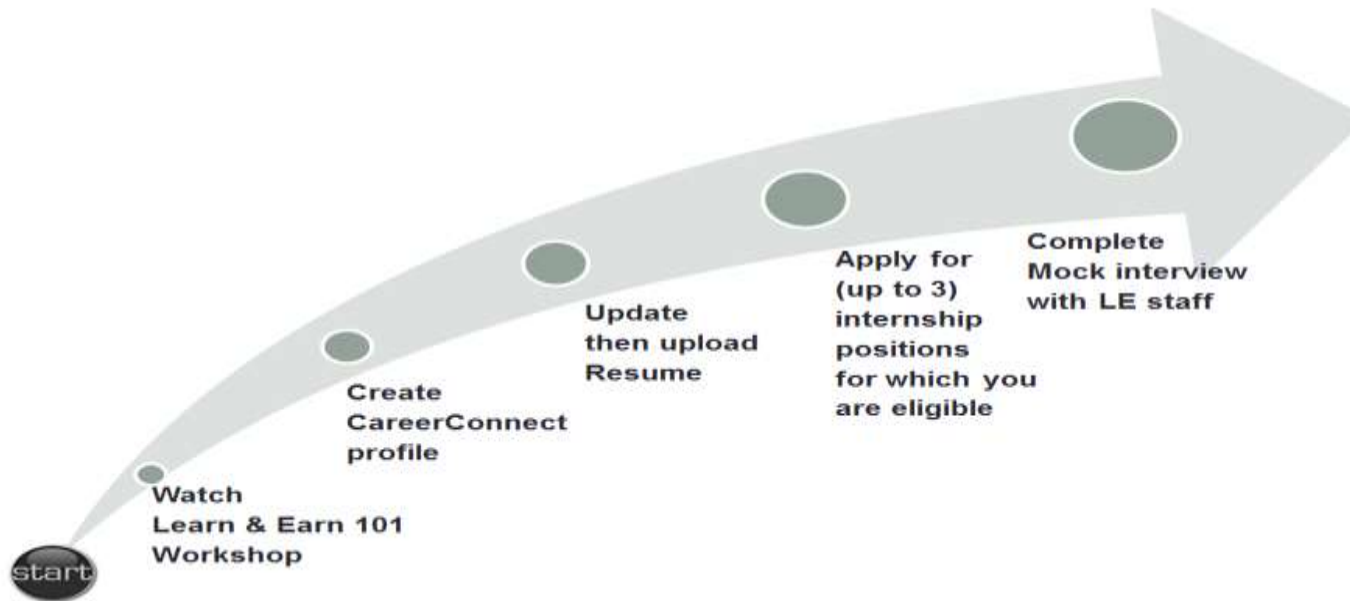 start
Watch
Learn & Earn 101
Workshop
Create
CareerConnect
profile
Update
then upload
Resume
Apply for
(up to 3)
internship
positions
for which you
are eligible
Complete
Mock interview
with LE staff